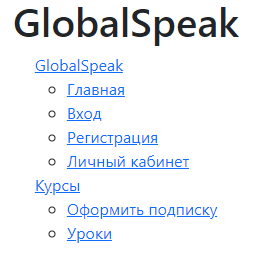 GlobalSpeak
GlobalSpeak
Главная
Вход
Регистрация
Личный кабинет
Курсы
Оформить подписку
Уроки